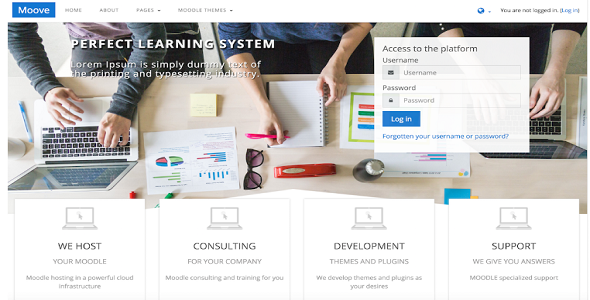 Moove
HOME
ABOUT
PAGES
MOODLE THEMES
You are not logged in. (Log in)
PERFECT LEARNING SYSTEM
Lorem Ipsum is simply dummy text of
the printing and typesetting industry.
Access to the platform
Username
Username
Password
Password
Log in
Forgotten your username or password?
WE HOST
YOUR MOODLE
Moodle hosting in a powerful cloud
infrastructure
CONSULTING
FOR YOUR COMPANY
Moodle consulting and training for you
DEVELOPMENT
THEMES AND PLUGINS
We develop themes and plugins as
your desires
SUPPORT
WE GIVE YOU ANSWERS
MOODLE specialized support